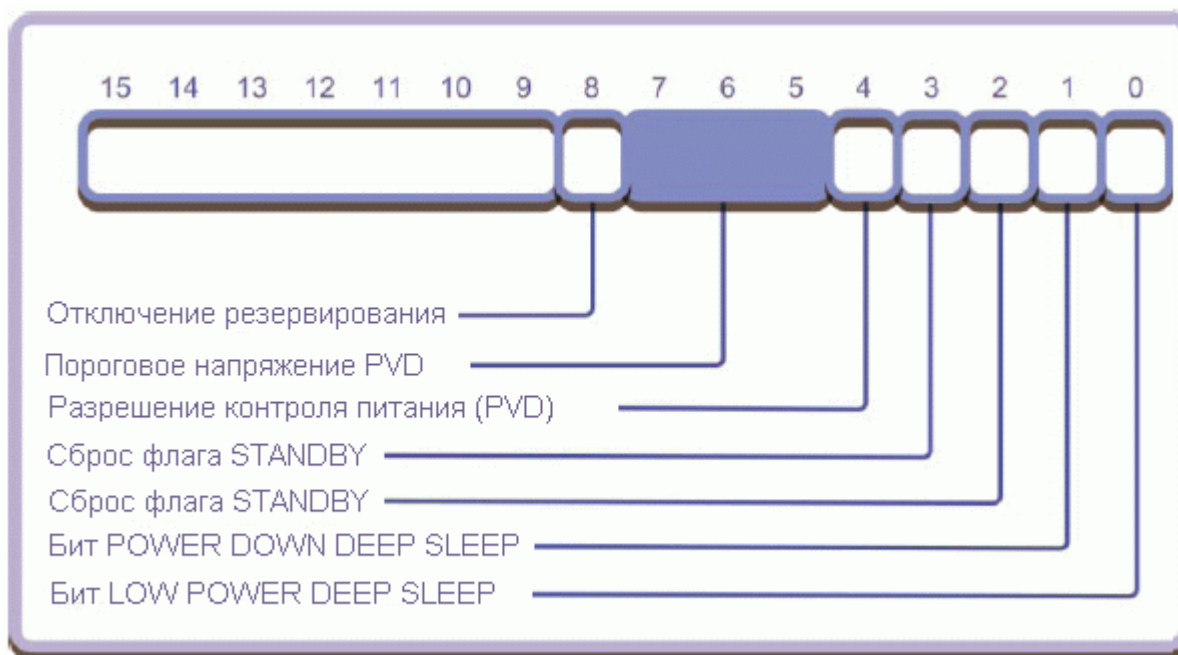 15 14 13 12 11 10 9 8 7 6 5 4 3 2 1 0
Отключение резервирования
Пороговое напряжение PVD
Разрешение контроля питания (PVD)
Сброс флага STANDBY
Сброс флага STANDBY
Бит POWER DOWN DEEP SLEEP
Бит LOW POWER DEEP SLEEP